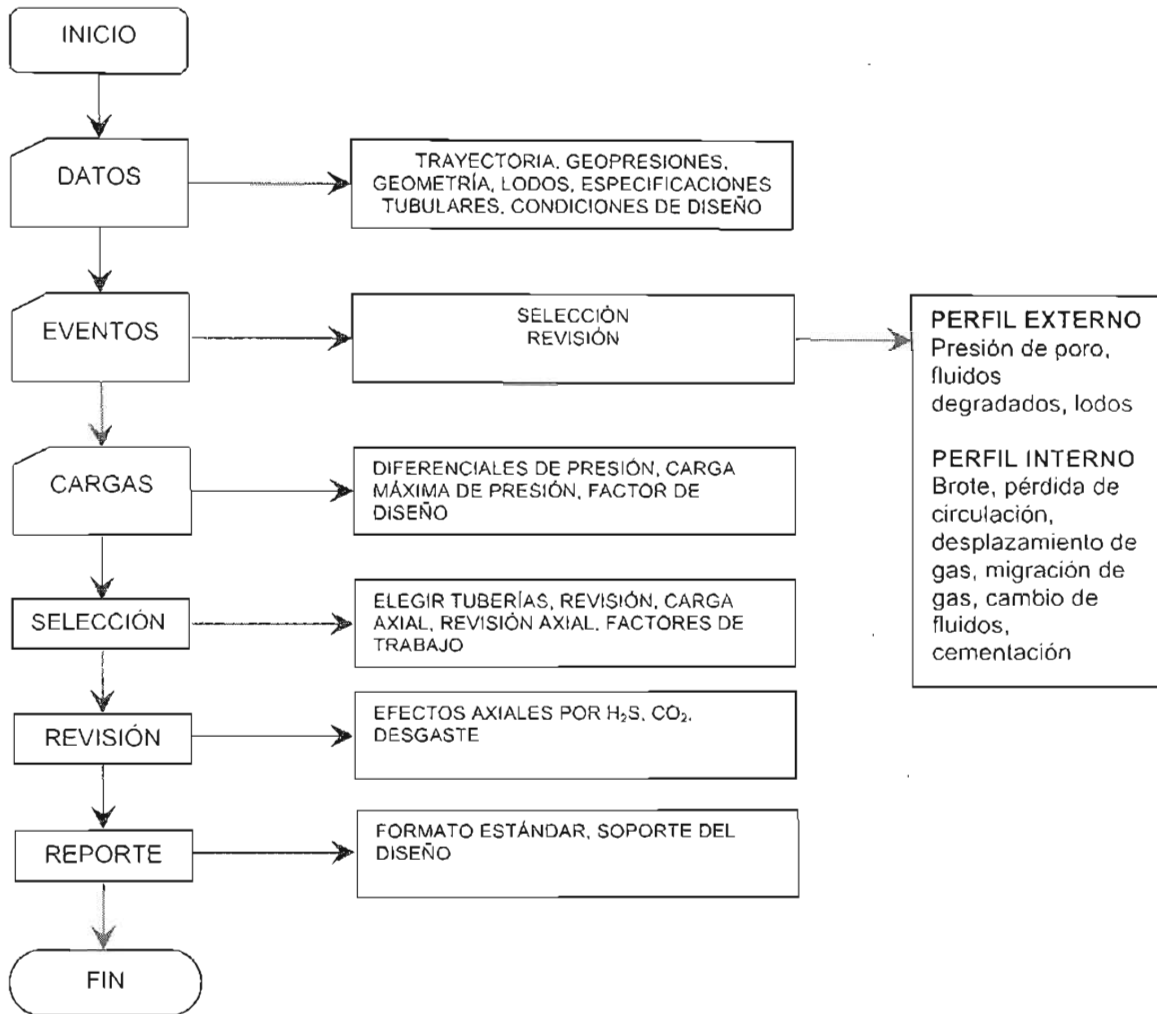 INICIO
DATOS
TRAYECTORIA, GEOPRESIONES,
GEOMETRÍA, LODOS, ESPECIFICACIONES
TUBULARES, CONDICIONES DE DISEÑO
EVENTOS
SELECCIÓN
REVISIÓN
PERFIL EXTERNO
Presión de poro,
fluidos
degradados, lodos
PERFIL INTERNO
Brote, pérdida de
circulación,
desplazamiento de
gas, migración de
gas, cambio de
fluidos,
cementación
CARGAS
DIFERENCIALES DE PRESIÓN, CARGA
MÁXIMA DE PRESIÓN, FACTOR DE
DISEÑO
SELECCIÓN
ELEGIR TUBERÍAS, REVISIÓN, CARGA
AXIAL, REVISIÓN AXIAL, FACTORES DE
TRABAJO
REVISIÓN
EFECTOS AXIALES POR H₂S, CO₂,
DESGASTE
REPORTE
FORMATO ESTÁNDAR, SOPORTE DEL
DISEÑO
FIN